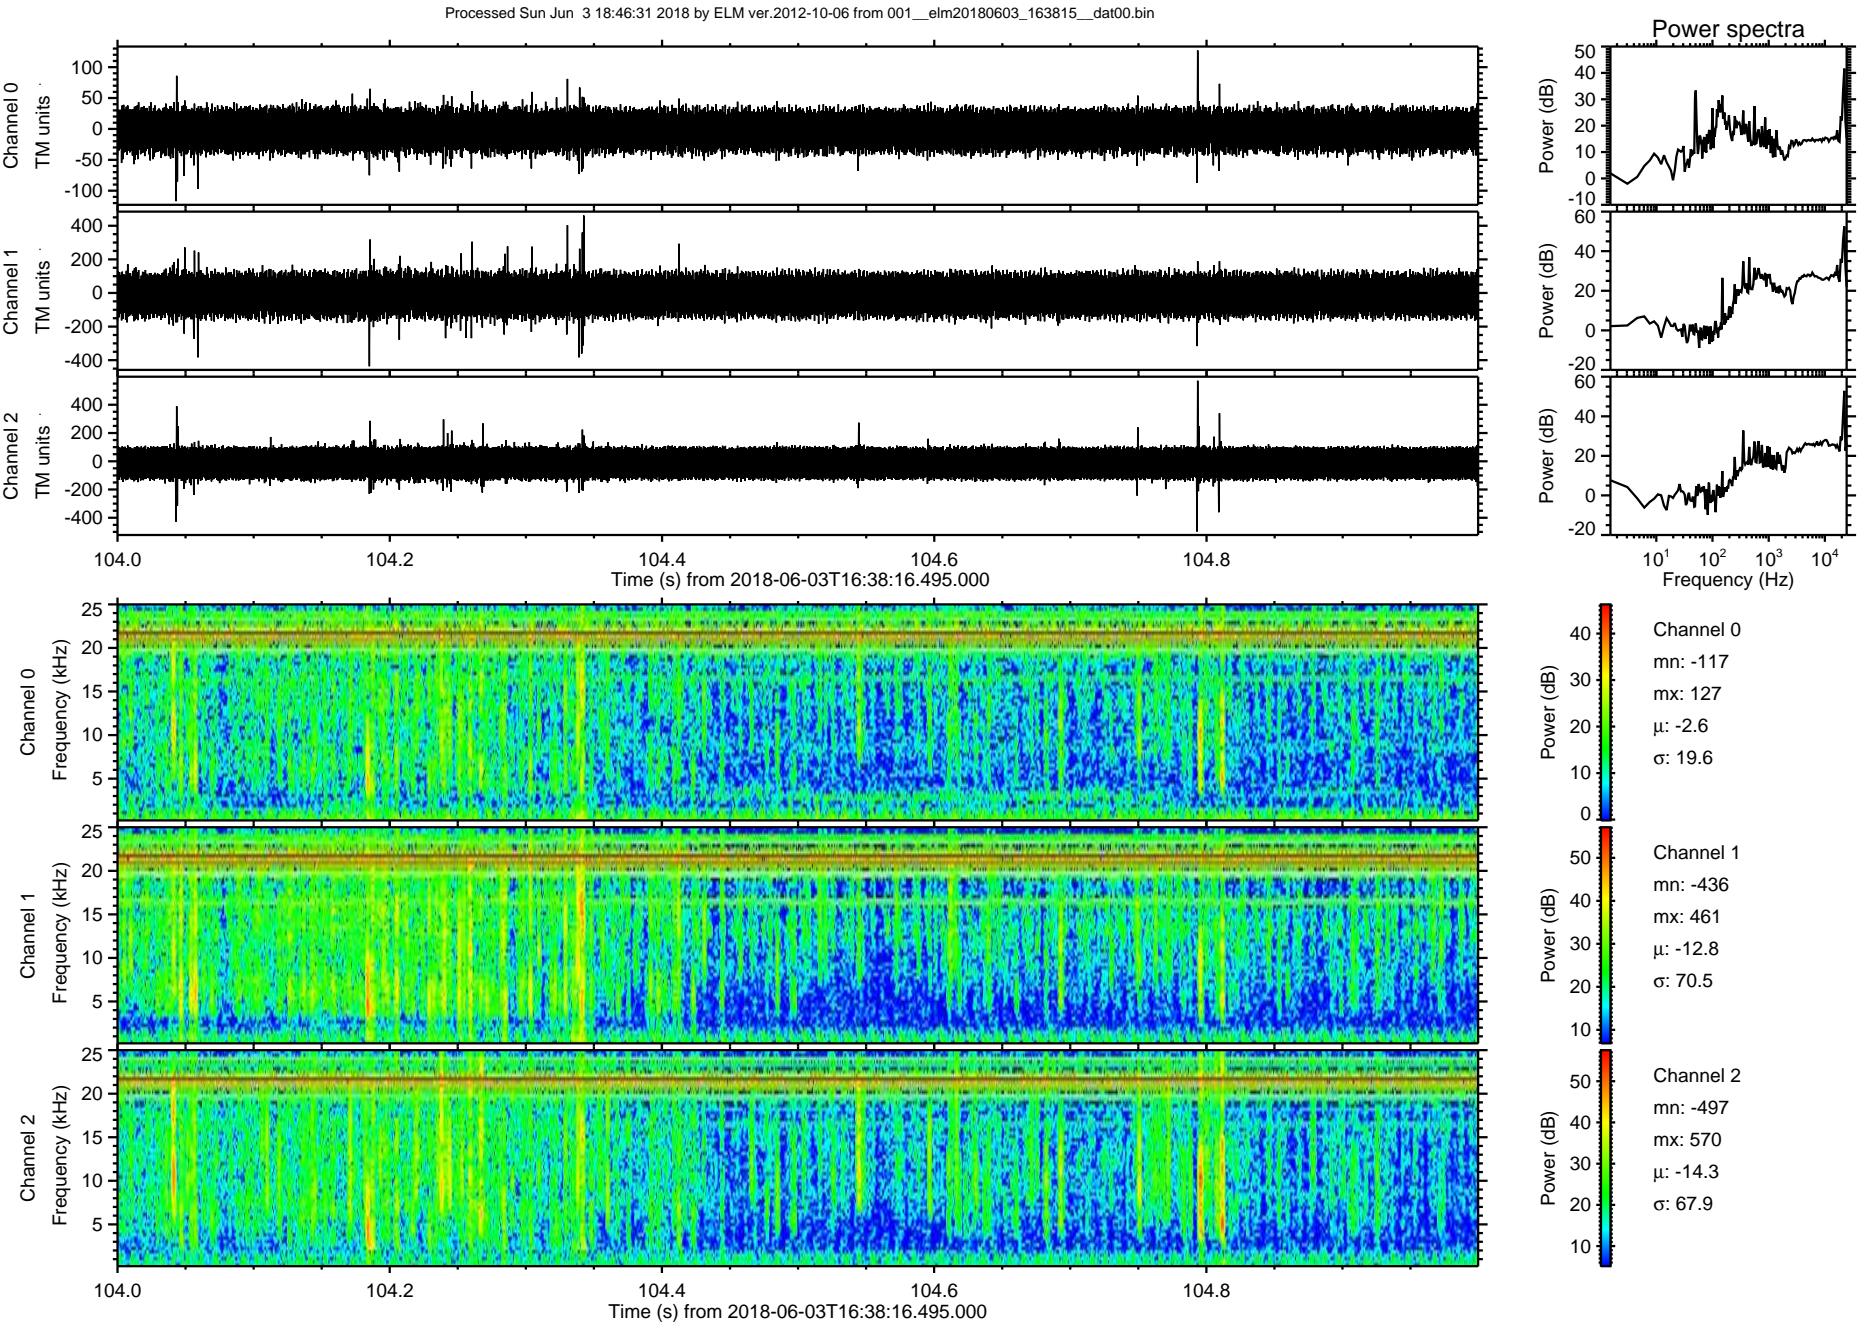 Processed Sun Jun  3 18:46:31 2018 by ELM ver.2012-10-06 from 001__elm20180603_163815__dat00.bin
Power spectra
Channel 0
TM units
100
50
0
-50
-100
Power (dB)
50
40
30
20
10
0
-10
Channel 1
TM units
400
200
0
-200
-400
Power (dB)
60
40
20
0
-20
Channel 2
TM units
400
200
0
-200
-400
Power (dB)
60
40
20
0
-20
104.0 104.2 104.4 104.6 104.8
Time (s) from 2018-06-03T16:38:16.495.000
10^1 10^2 10^3 10^4
Frequency (Hz)
Channel 0
Frequency (kHz)
25
20
15
10
5
Power (dB)
40
30
20
10
0
Channel 0
mn: -117
mx: 127
μ: -2.6
σ: 19.6
Channel 1
Frequency (kHz)
25
20
15
10
5
Power (dB)
50
40
30
20
10
Channel 1
mn: -436
mx: 461
μ: -12.8
σ: 70.5
Channel 2
Frequency (kHz)
25
20
15
10
5
Power (dB)
50
40
30
20
10
Channel 2
mn: -497
mx: 570
μ: -14.3
σ: 67.9
104.0 104.2 104.4 104.6 104.8
Time (s) from 2018-06-03T16:38:16.495.000